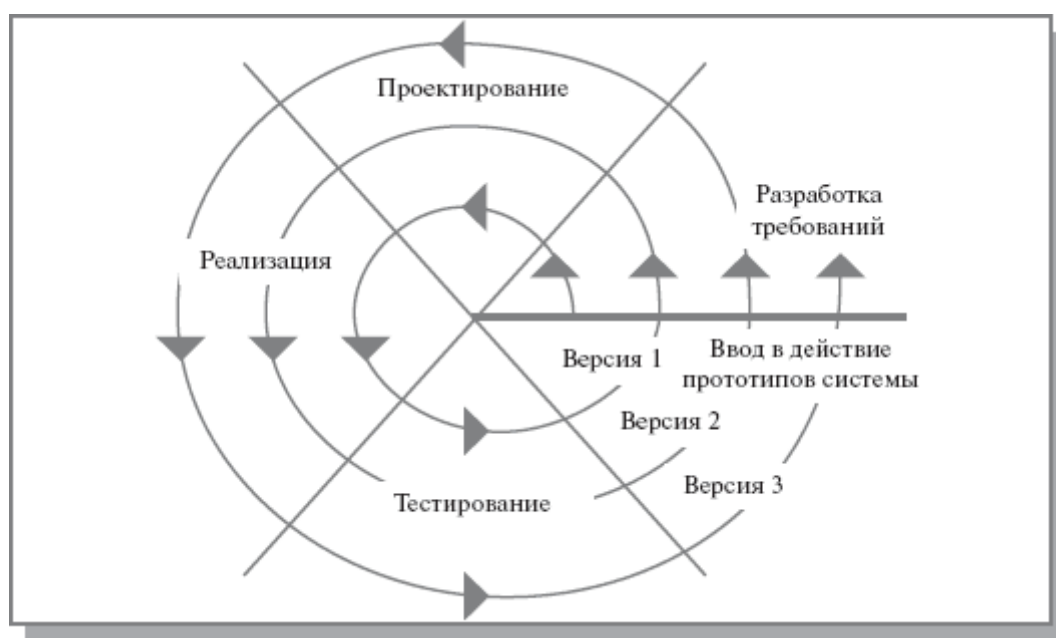 Проектирование
Разработка
требований
Реализация
Версия 1
Ввод в действие
прототипов системы
Версия 2
Версия 3
Тестирование